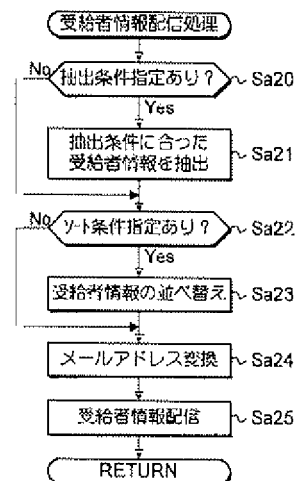 受給者情報配信処理
抽出条件指定あり?
Sa20
No
Yes
抽出条件に合った
受給者情報を抽出
Sa21
ソート条件指定あり?
Sa22
No
Yes
受給者情報の並べ替え
Sa23
メールアドレス変換
Sa24
受給者情報配信
Sa25
RETURN